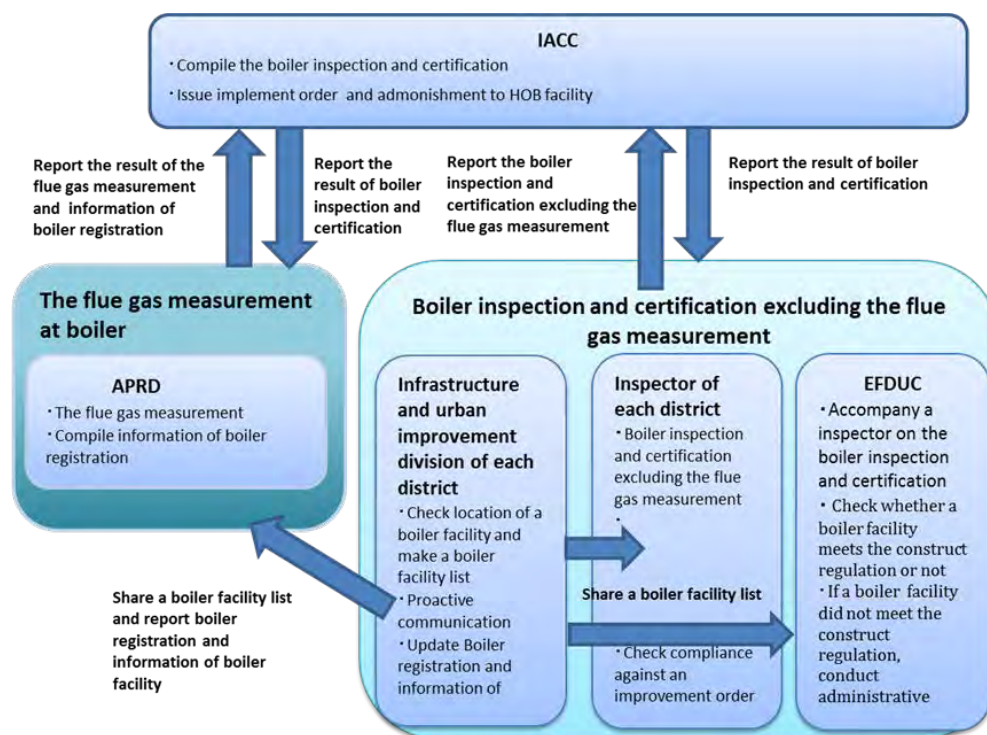 IACC
・Compile the boiler inspection and certification
・Issue implement order and admonishment to HOB facility
Report the result of the
flue gas measurement
and information of
boiler registration
Report the
result of boiler
inspection and
certification
Report the boiler
inspection and
certification excluding the
flue gas measurement
Report the result of boiler
inspection and certification
The flue gas measurement
at boiler
APRD
・The flue gas measurement
・Compile information of boiler
registration
Boiler inspection and certification excluding the flue
gas measurement
Infrastructure
and urban
improvement
division of each
district
・Check location of a
boiler facility and
make a boiler
facility list
・Proactive
communication
・Update Boiler
registration and
information of
Inspector of
each district
・Boiler inspection
and certification
excluding the flue
gas measurement
・
・Check compliance
against an
improvement order
EFDUC
・Accompany a
inspector on the
boiler inspection
and certification
・Check whether a
boiler facility
meets the construct
regulation or not
・If a boiler facility
did not meet the
construct
regulation,
conduct
administrative
Share a boiler facility list
Share a boiler facility list
and report boiler
registration and
information of boiler
facility